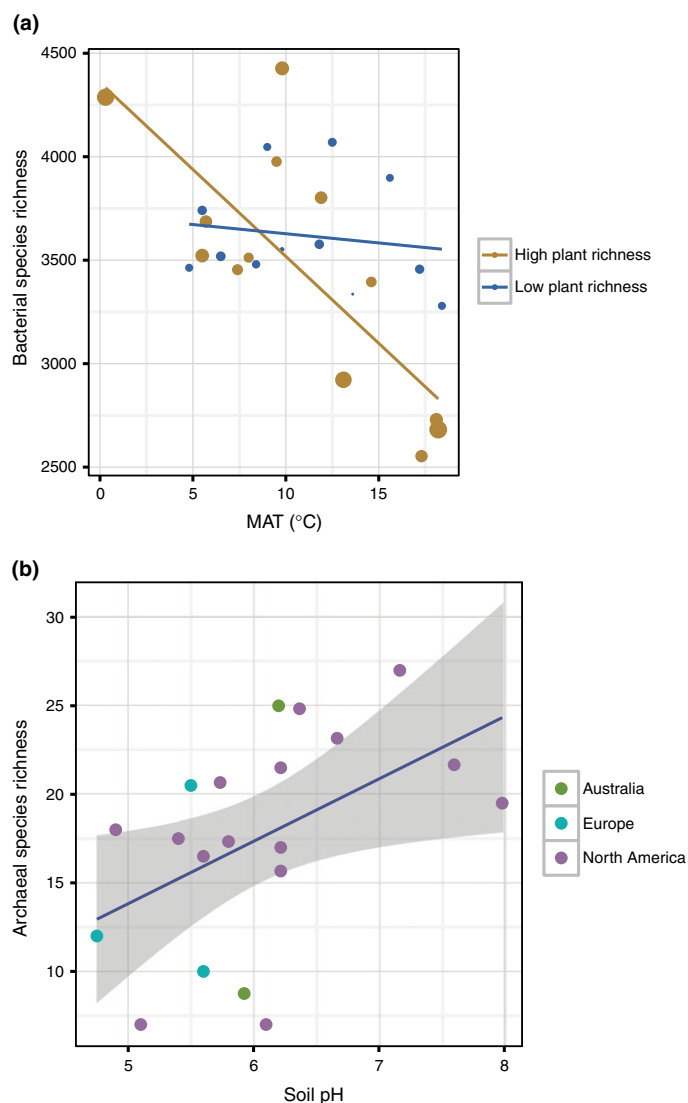 (a)
4500
4000
3500
3000
2500
Bacterial species richness
0 5 10 15
MAT (°C)
High plant richness
Low plant richness
(b)
30
25
20
15
10
Archaeal species richness
5 6 7 8
Soil pH
Australia
Europe
North America